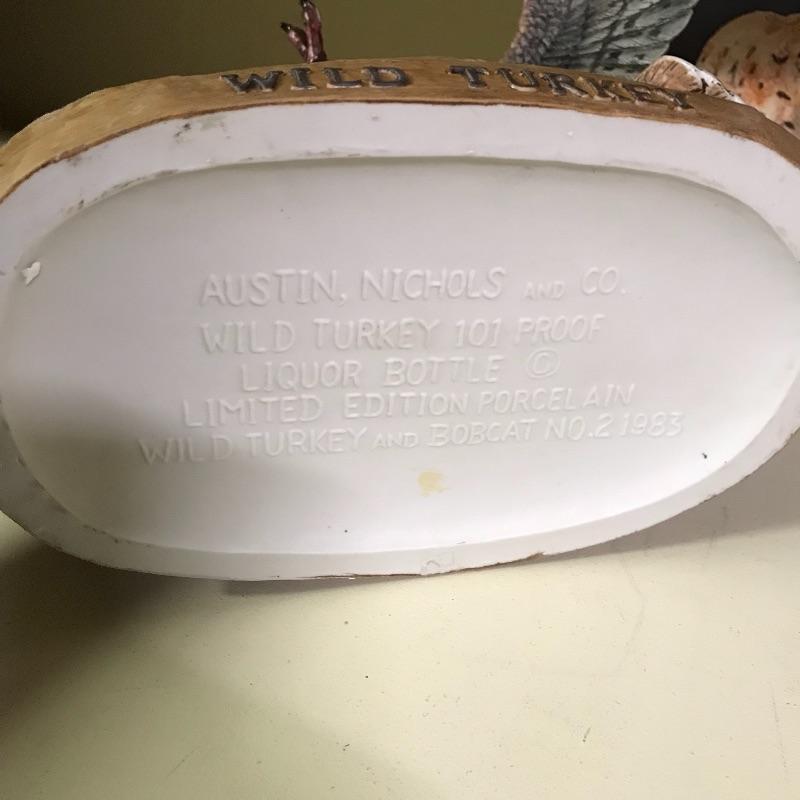 WILD TURKEY
AUSTIN, NICHOLS AND CO.
WILD TURKEY 101 PROOF
LIQUOR BOTTLE ©
LIMITED EDITION PORCELAIN
WILD TURKEY AND BOBCAT NO.2 1983